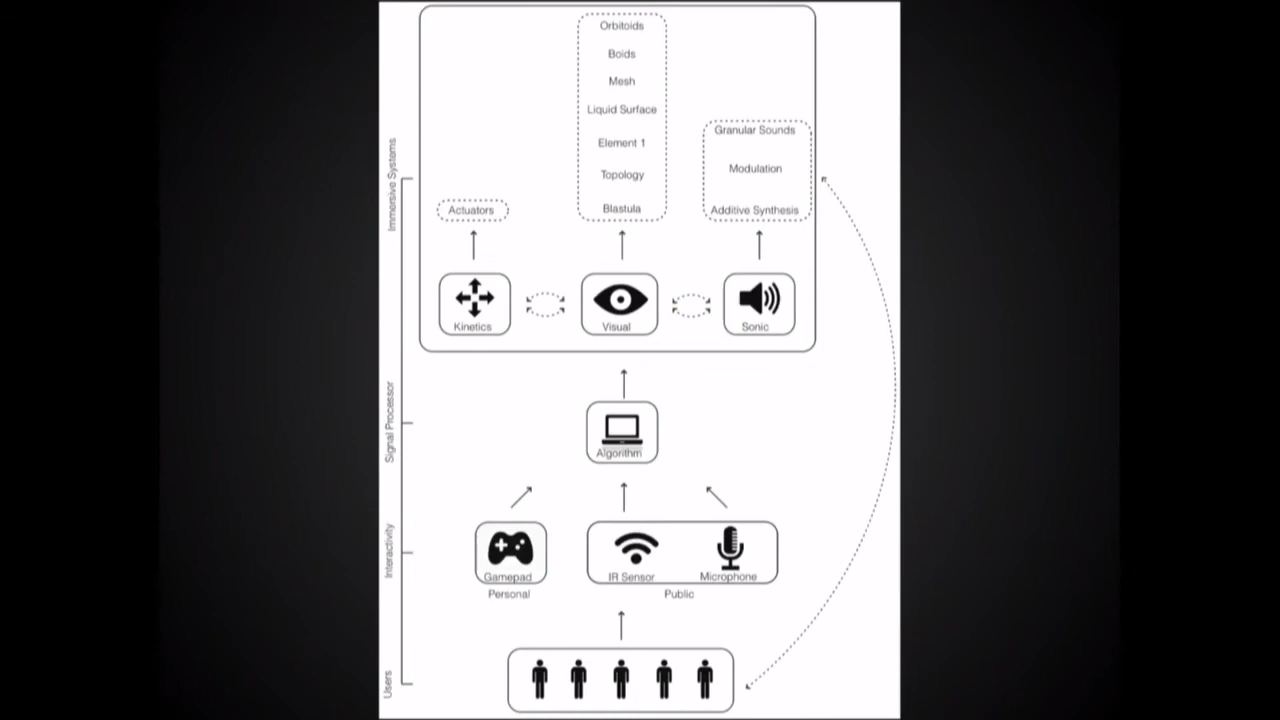 Orbitoids
Boids
Mesh
Liquid Surface
Element 1
Topology
Blastula
Granular Sounds
Modulation
Additive Synthesis
Actuators
Immersive Systems
Kinetics
Visual
Sonic
Signal Processor
Algorithm
Interactivity
Gamepad
IR Sensor
Microphone
Personal
Public
Users